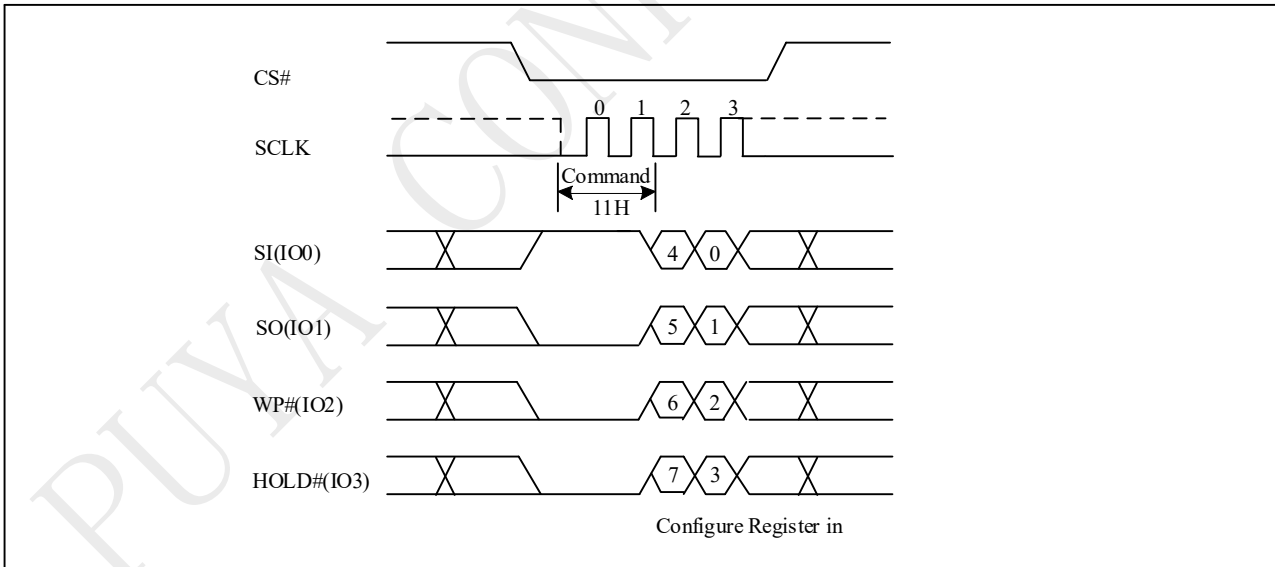 PUYA CONF
CS#
0 1 2 3
SCLK
Command
11H
SI(IO0) 4 0
SO(IO1) 5 1
WP#(IO2) 6 2
HOLD#(IO3) 7 3
Configure Register in